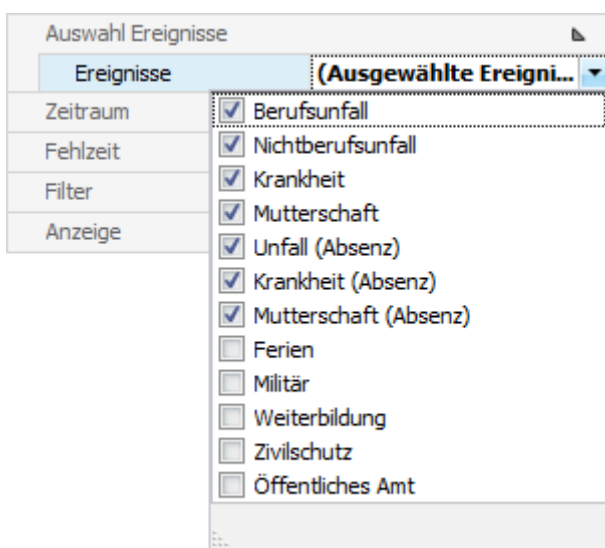 Auswahl Ereignisse
Ereignisse (Ausgewählte Ereigni...
Zeitraum
Berufsunfall
Fehlzeit
Nichtberufsunfall
Filter
Krankheit
Anzeige
Mutterschaft
Unfall (Absenz)
Krankheit (Absenz)
Mutterschaft (Absenz)
Ferien
Militär
Weiterbildung
Zivilschutz
Öffentliches Amt